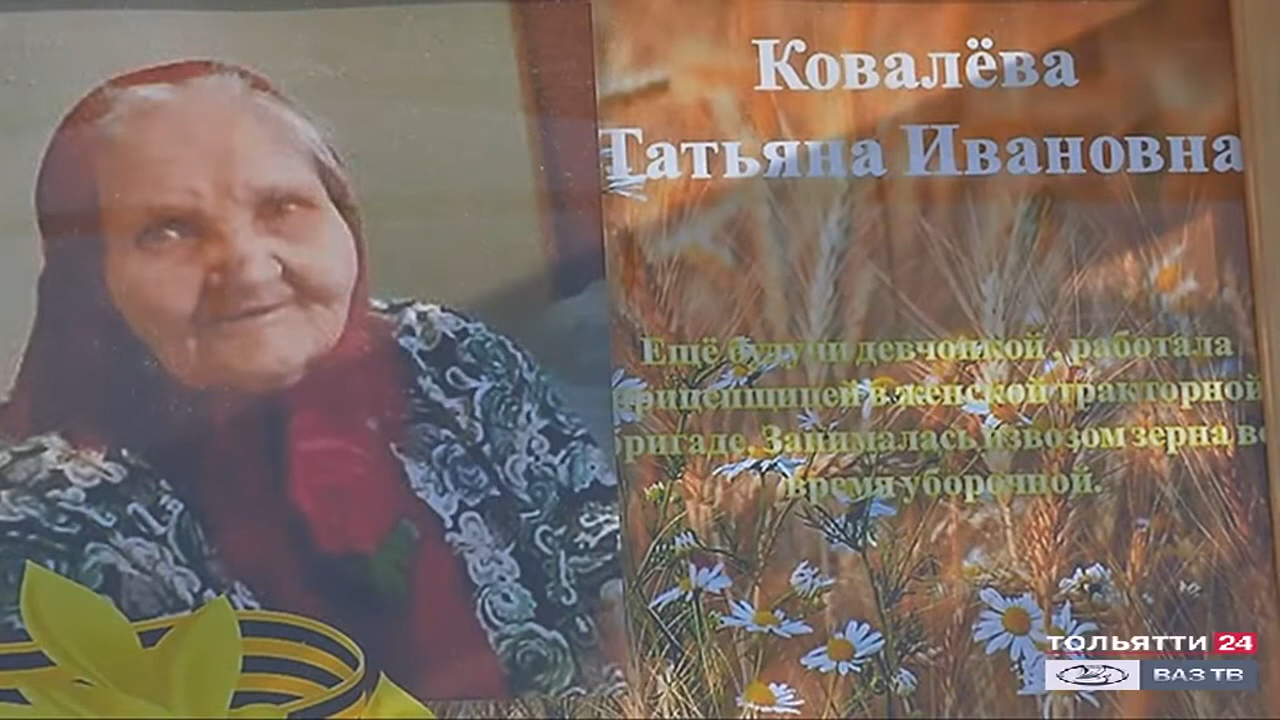 Ковалёва
Татьяна Ивановна
Ещё будучи девчонкой, работала
прицепщицей в женской тракторной
бригаде. Занималась извозом зерна во
время уборочной.
ТОЛЬЯТТИ 24
ВАЗ ТВ